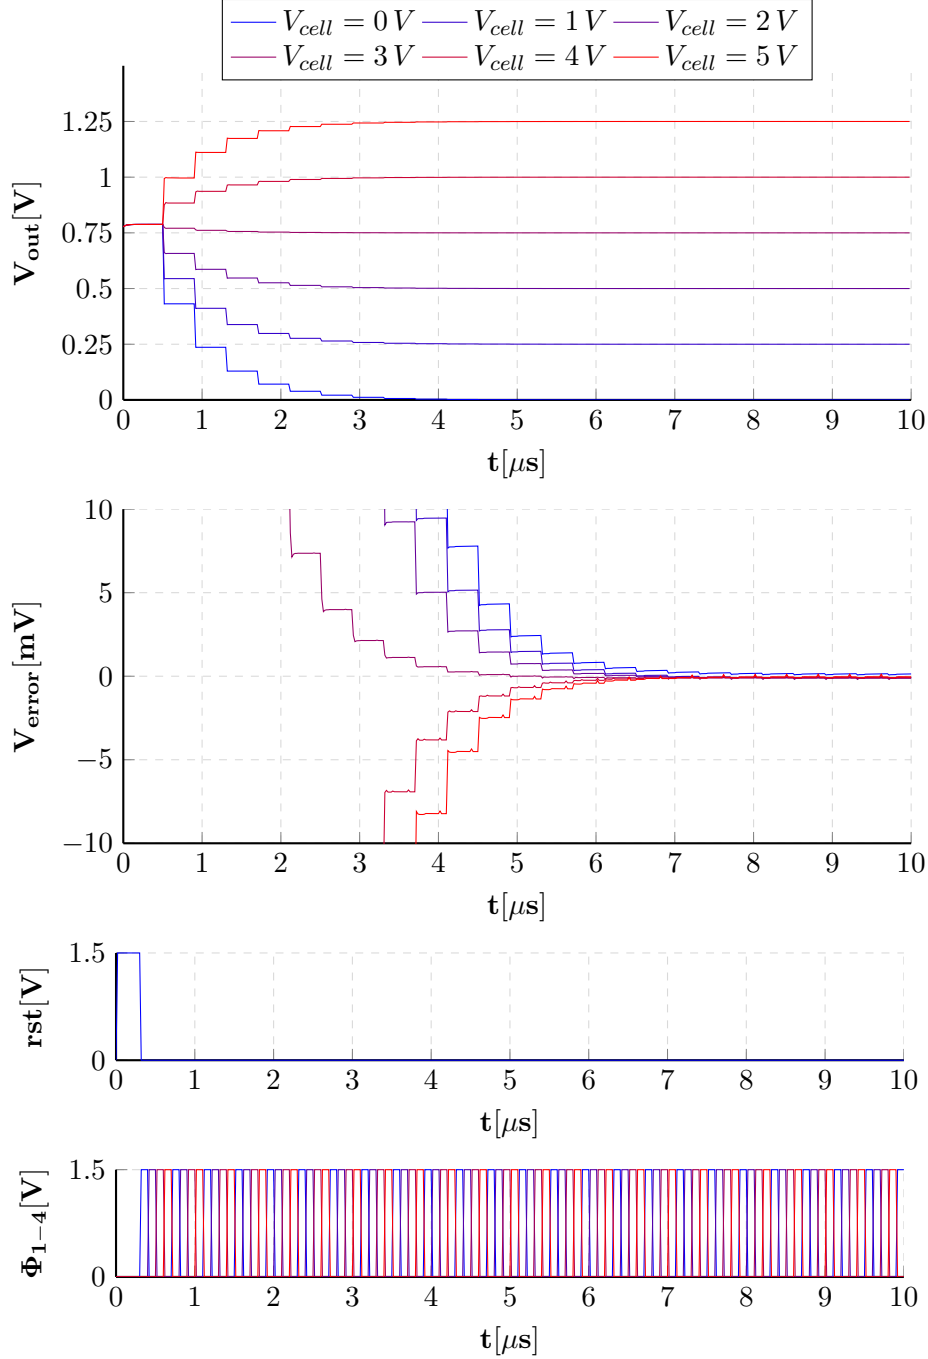 V_cell = 0 V V_cell = 1 V V_cell = 2 V
V_cell = 3 V V_cell = 4 V V_cell = 5 V
V_out[V]
1.25
1
0.75
0.5
0.25
0
0 1 2 3 4 5 6 7 8 9 10
t[μs]
V_error[mV]
10
5
0
−5
−10
0 1 2 3 4 5 6 7 8 9 10
t[μs]
rst[V]
1.5
0
0 1 2 3 4 5 6 7 8 9 10
t[μs]
Φ_1−4[V]
1.5
0
0 1 2 3 4 5 6 7 8 9 10
t[μs]